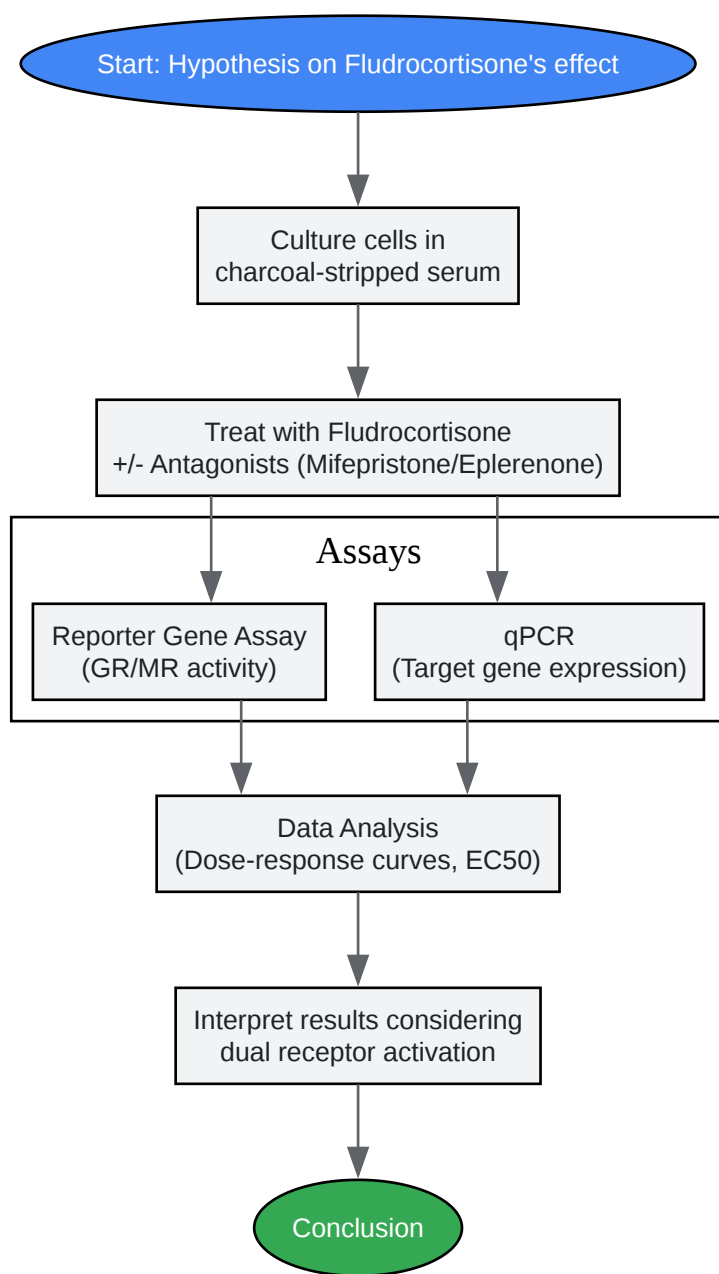 Start: Hypothesis on Fludrocortisone's effect
Culture cells in
charcoal-stripped serum
Treat with Fludrocortisone
+/- Antagonists (Mifepristone/Eplerenone)
Assays
Reporter Gene Assay
(GR/MR activity)
qPCR
(Target gene expression)
Data Analysis
(Dose-response curves, EC50)
Interpret results considering
dual receptor activation
Conclusion